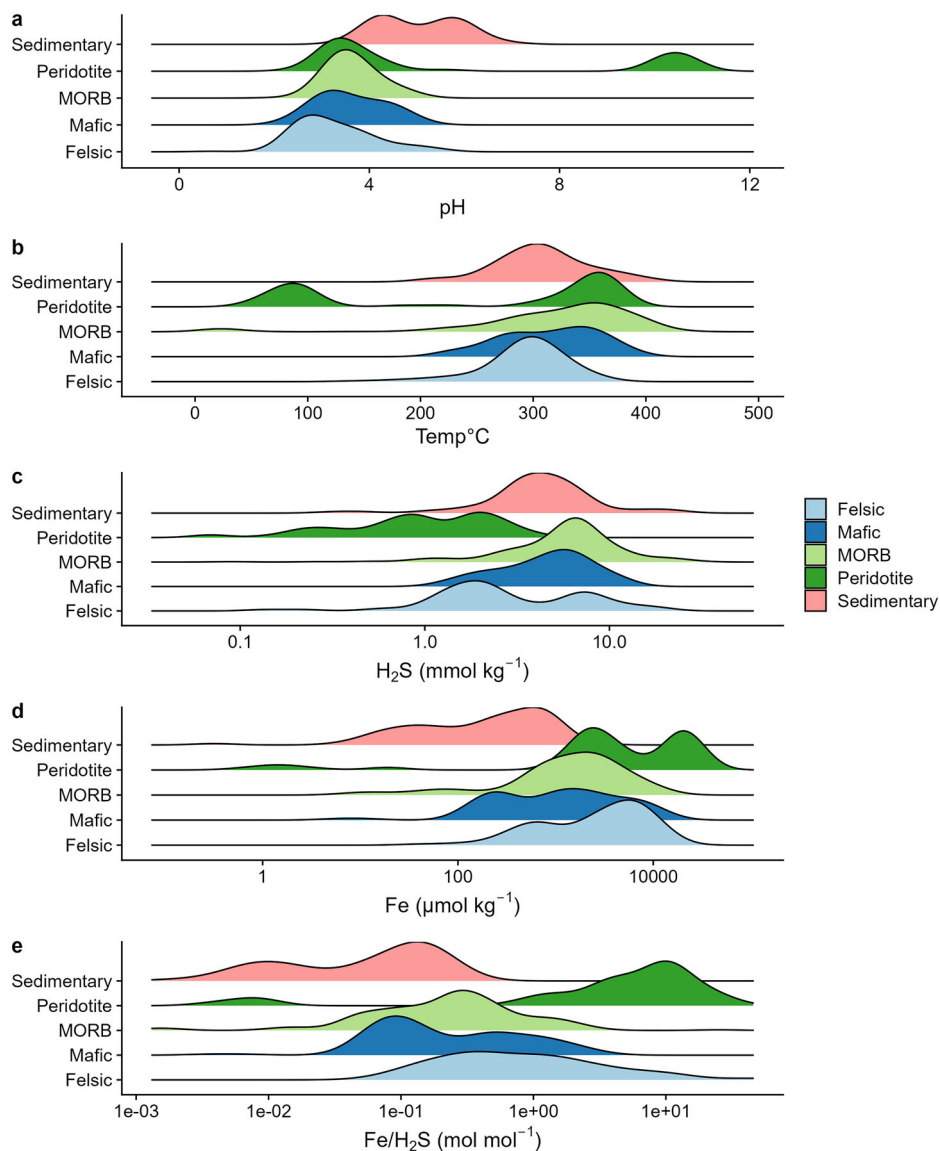 a
Sedimentary
Peridotite
MORB
Mafic
Felsic
0 4 8 12
pH
b
Sedimentary
Peridotite
MORB
Mafic
Felsic
0 100 200 300 400 500
Temp°C
c
Sedimentary
Peridotite
MORB
Mafic
Felsic
0.1 1.0 10.0
H₂S (mmol kg⁻¹)
Felsic
Mafic
MORB
Peridotite
Sedimentary
d
Sedimentary
Peridotite
MORB
Mafic
Felsic
1 100 10000
Fe (μmol kg⁻¹)
e
Sedimentary
Peridotite
MORB
Mafic
Felsic
1e-03 1e-02 1e-01 1e+00 1e+01
Fe/H₂S (mol mol⁻¹)